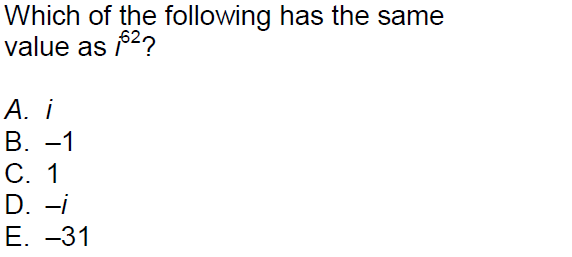 Which of the following has the same
value as i⁶²?
A. i
B. –1
C. 1
D. –i
E. –31